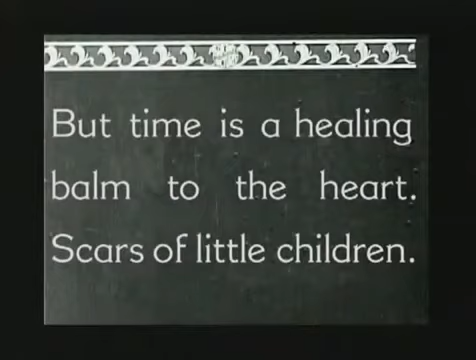 But time is a healing
balm to the heart.
Scars of little children.